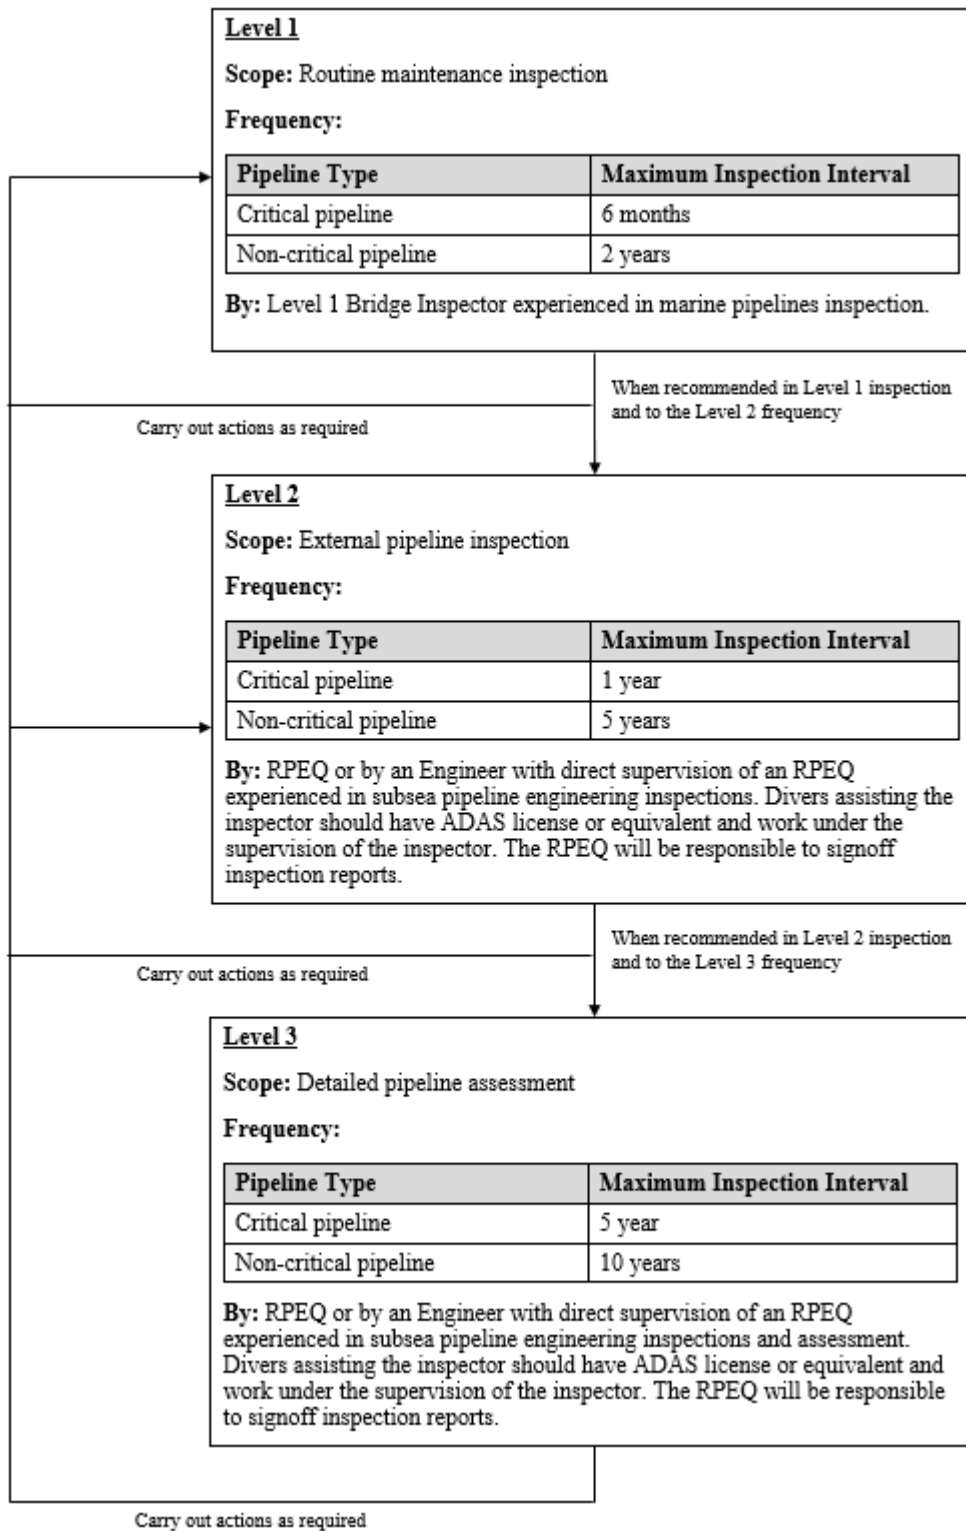 Level 1
Scope: Routine maintenance inspection
Frequency:
Pipeline Type Maximum Inspection Interval
Critical pipeline 6 months
Non-critical pipeline 2 years
By: Level 1 Bridge Inspector experienced in marine pipelines inspection.
When recommended in Level 1 inspection
and to the Level 2 frequency
Carry out actions as required
Level 2
Scope: External pipeline inspection
Frequency:
Pipeline Type Maximum Inspection Interval
Critical pipeline 1 year
Non-critical pipeline 5 years
By: RPEQ or by an Engineer with direct supervision of an RPEQ
experienced in subsea pipeline engineering inspections. Divers assisting the
inspector should have ADAS license or equivalent and work under the
supervision of the inspector. The RPEQ will be responsible to signoff
inspection reports.
When recommended in Level 2 inspection
and to the Level 3 frequency
Carry out actions as required
Level 3
Scope: Detailed pipeline assessment
Frequency:
Pipeline Type Maximum Inspection Interval
Critical pipeline 5 year
Non-critical pipeline 10 years
By: RPEQ or by an Engineer with direct supervision of an RPEQ
experienced in subsea pipeline engineering inspections and assessment.
Divers assisting the inspector should have ADAS license or equivalent and
work under the supervision of the inspector. The RPEQ will be responsible
to signoff inspection reports.
Carry out actions as required